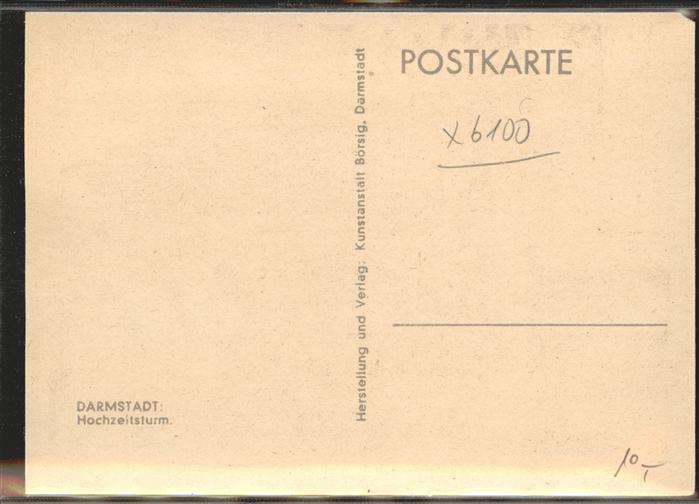 POSTKARTE
x 6100
Herstellung und Verlag: Kunstanstalt Borsig, Darmstadt
DARMSTADT:
Hochzeitsturm.
10,-